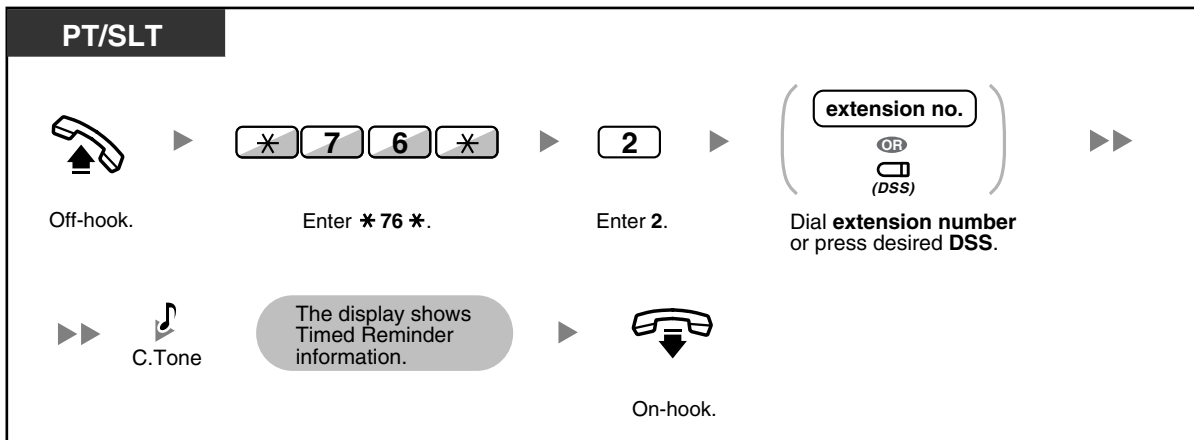 PT/SLT
* 7 6 *
2
extension no.
OR
(DSS)
Off-hook.
Enter * 76 *.
Enter 2.
Dial extension number
or press desired DSS.
C.Tone
The display shows
Timed Reminder
information.
On-hook.